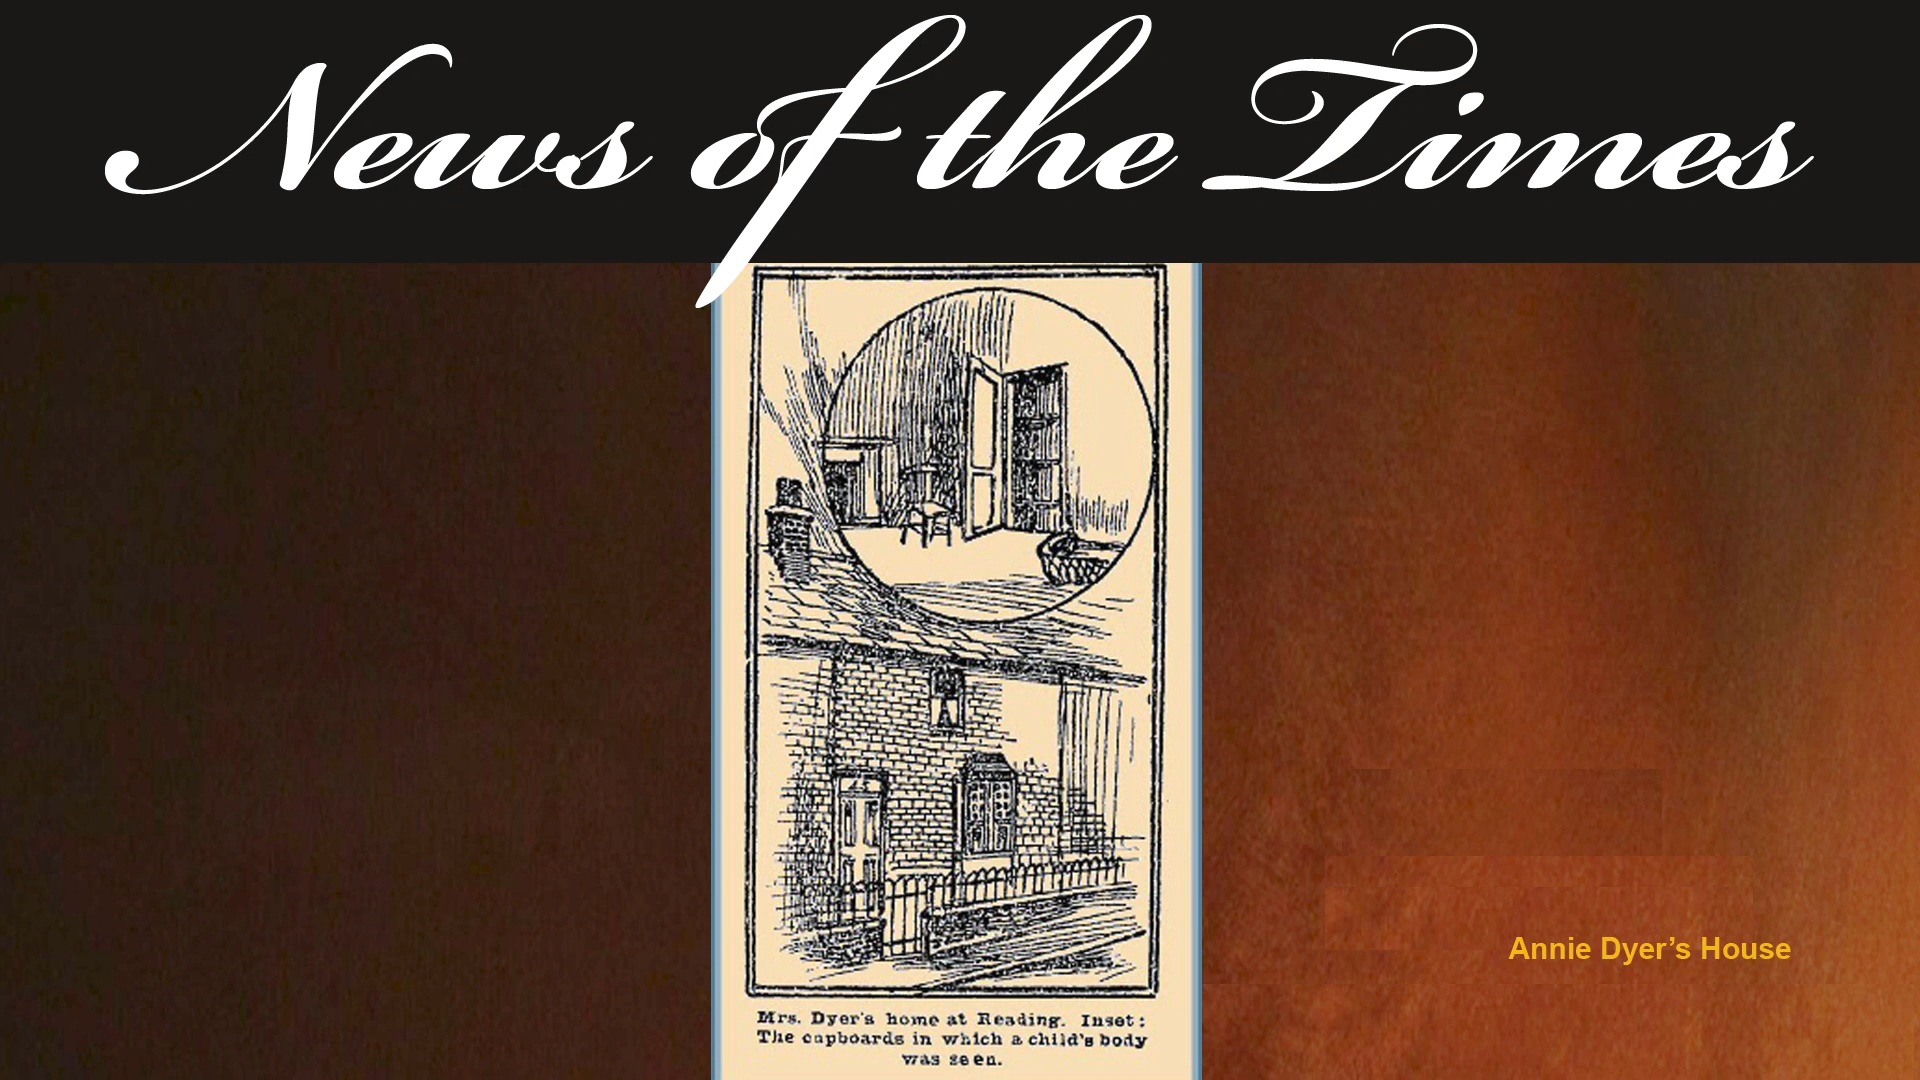 News of the Times
Annie Dyer’s House
Mrs. Dyer's home at Reading. Inset:
The cupboards in which a child's body
was seen.